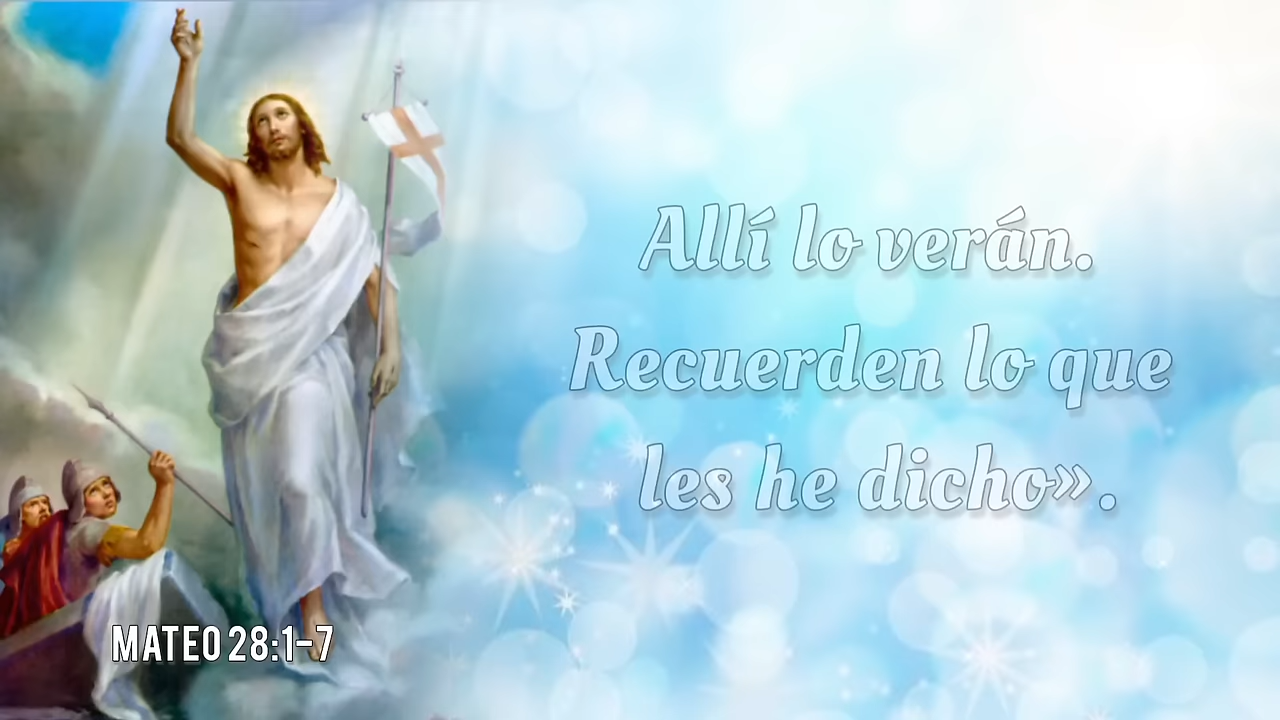 Allí lo verán.
Recuerden lo que
les he dicho».
MATEO 28:1-7